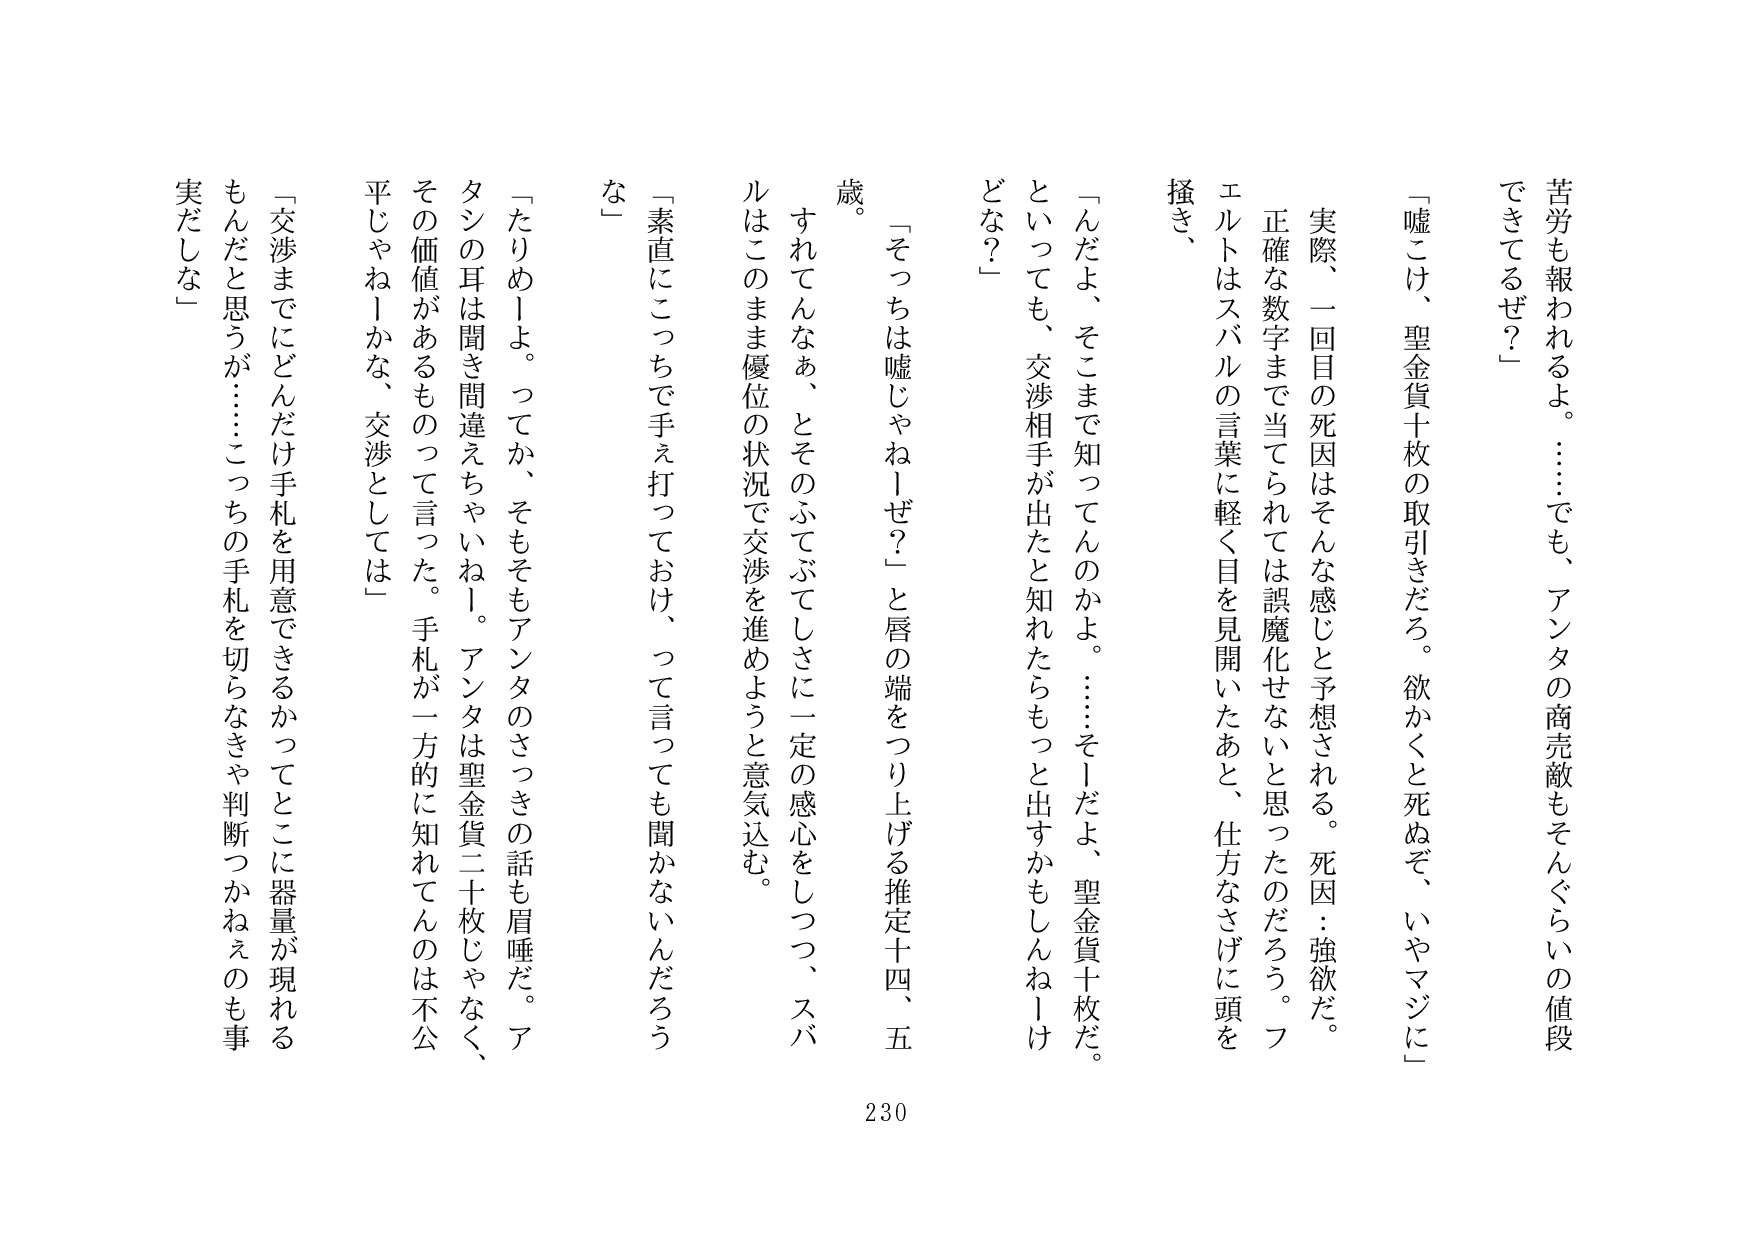 苦労も報われるよ。……でも、アンタの商売敵もそんぐらいの値段
できてるぜ？」
「嘘こけ、聖金貨十枚の取引きだろ。欲かくと死ぬぞ、いやマジに」
　実際、一回目の死因はそんな感じと予想される。死因：強欲だ。
　正確な数字まで当てられては誤魔化せないと思ったのだろう。フ
ェルトはスバルの言葉に軽く目を見開いたあと、仕方なさげに頭を
掻き、
「んだよ、そこまで知ってんのかよ。……そーだよ、聖金貨十枚だ。
といっても、交渉相手が出たと知れたらもっと出すかもしんねーけ
どな？」
　「そっちは嘘じゃねーぜ？」と唇の端をつり上げる推定十四、五
歳。
　すれてんなぁ、とそのふてぶてしさに一定の感心をしつつ、スバ
ルはこのまま優位の状況で交渉を進めようと意気込む。
「素直にこっちで手ぇ打っておけ、って言っても聞かないんだろう
な」
「たりめーよ。ってか、そもそもアンタのさっきの話も眉唾だ。ア
タシの耳は聞き間違えちゃいねー。アンタは聖金貨二十枚じゃなく、
その価値があるものって言った。手札が一方的に知れてんのは不公
平じゃねーかな、交渉としては」
「交渉までにどんだけ手札を用意できるかってとこに器量が現れる
もんだと思うが……こっちの手札を切らなきゃ判断つかねぇのも事
実だしな」
230